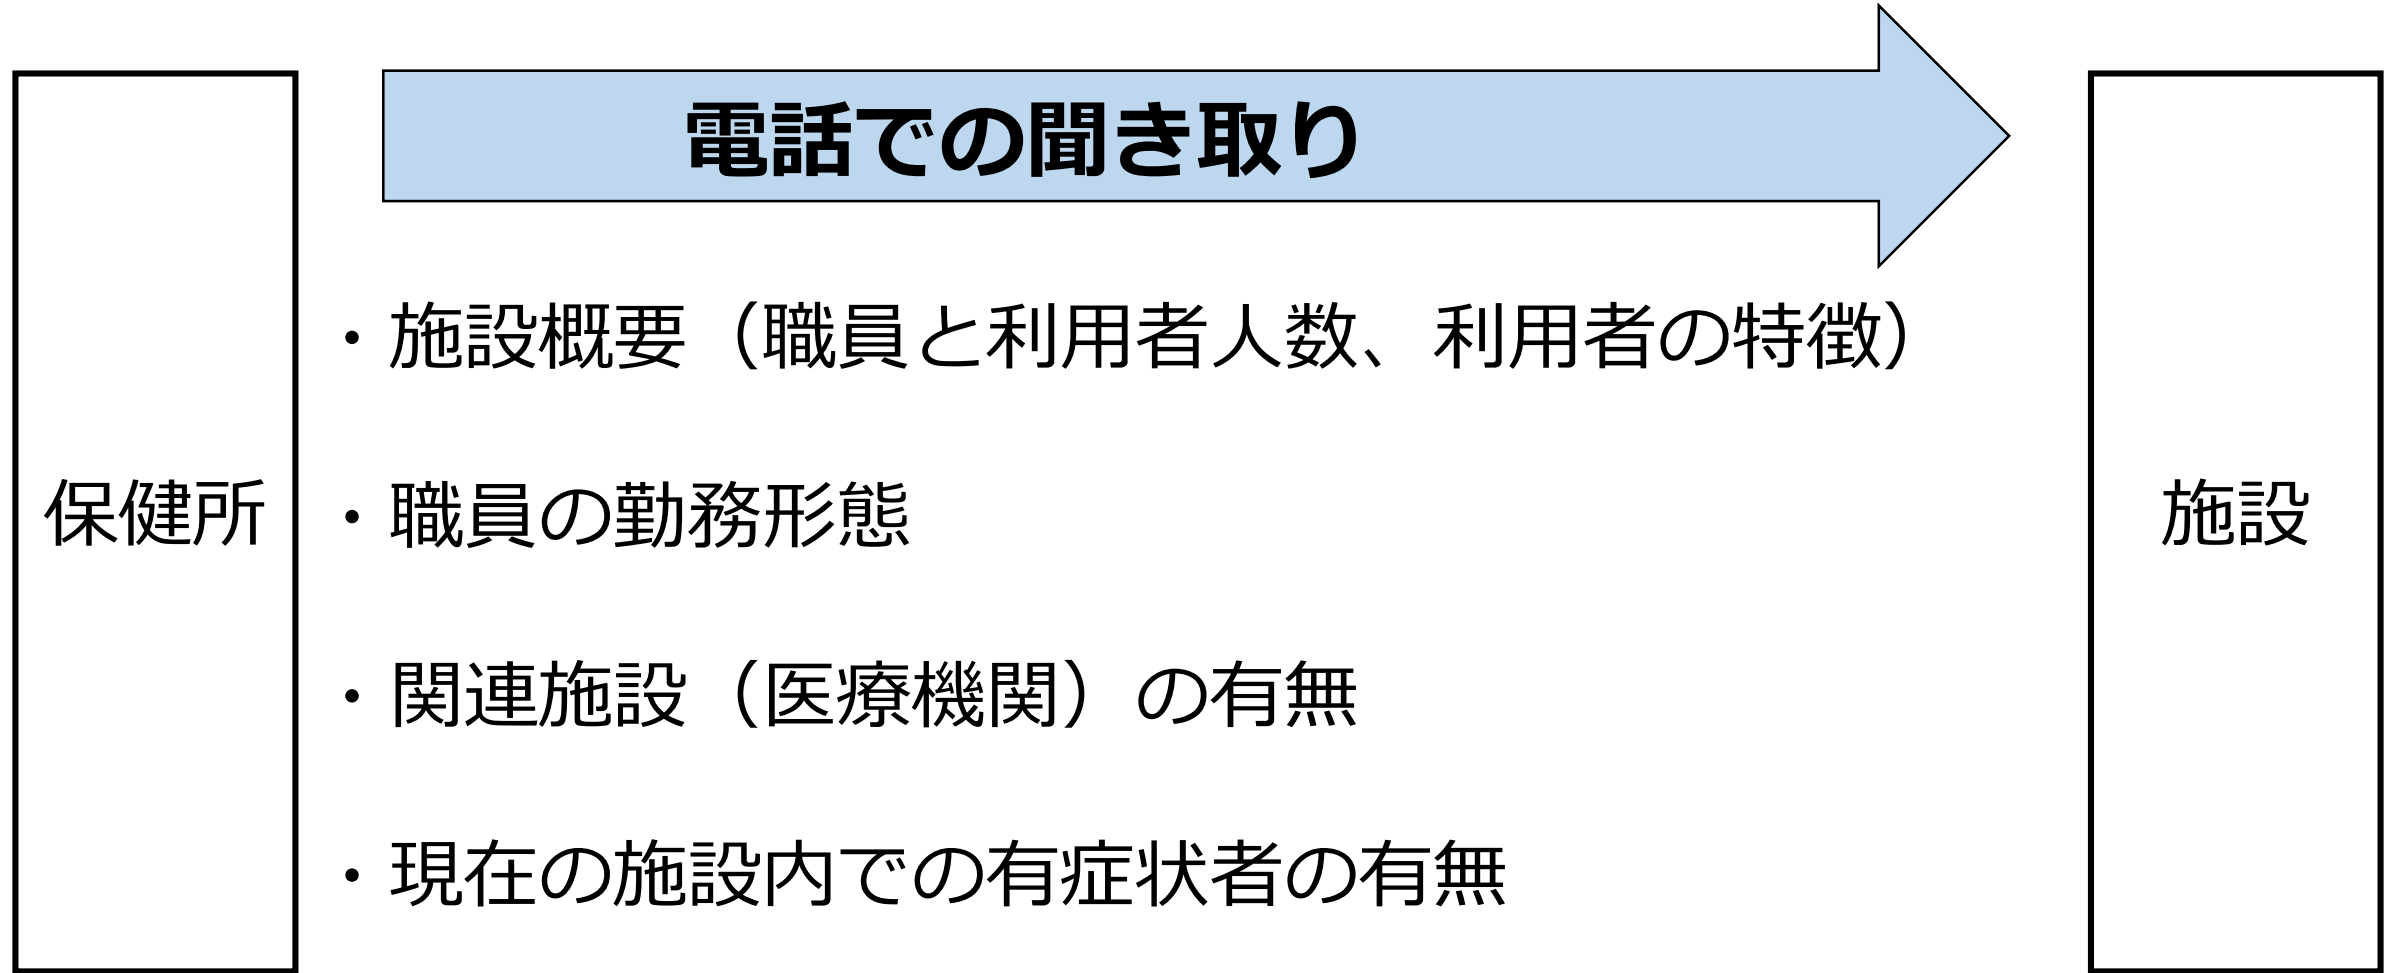 電話での聞き取り
・施設概要（職員と利用者人数、利用者の特徴）
・職員の勤務形態
保健所
施設
・関連施設（医療機関）の有無
・現在の施設内での有症状者の有無